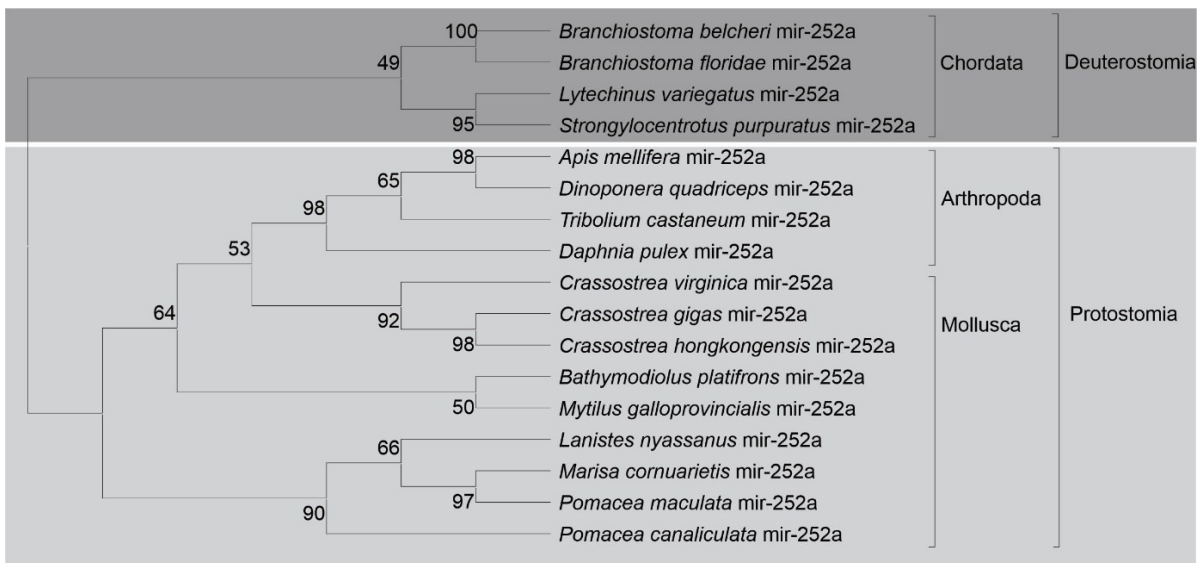 100
Branchiostoma belcheri mir-252a
49
Branchiostoma floridae mir-252a
Chordata
Deuterostomia
Lytechinus variegatus mir-252a
95
Strongylocentrotus purpuratus mir-252a
98
Apis mellifera mir-252a
65
Dinoponera quadriceps mir-252a
Arthropoda
98
Tribolium castaneum mir-252a
53
Daphnia pulex mir-252a
Crassostrea virginica mir-252a
64
92
Crassostrea gigas mir-252a
Mollusca
Protostomia
98
Crassostrea hongkongensis mir-252a
Bathymodiolus platifrons mir-252a
50
Mytilus galloprovincialis mir-252a
66
Lanistes nyassanus mir-252a
Marisa cornuarietis mir-252a
97
Pomacea maculata mir-252a
90
Pomacea canaliculata mir-252a